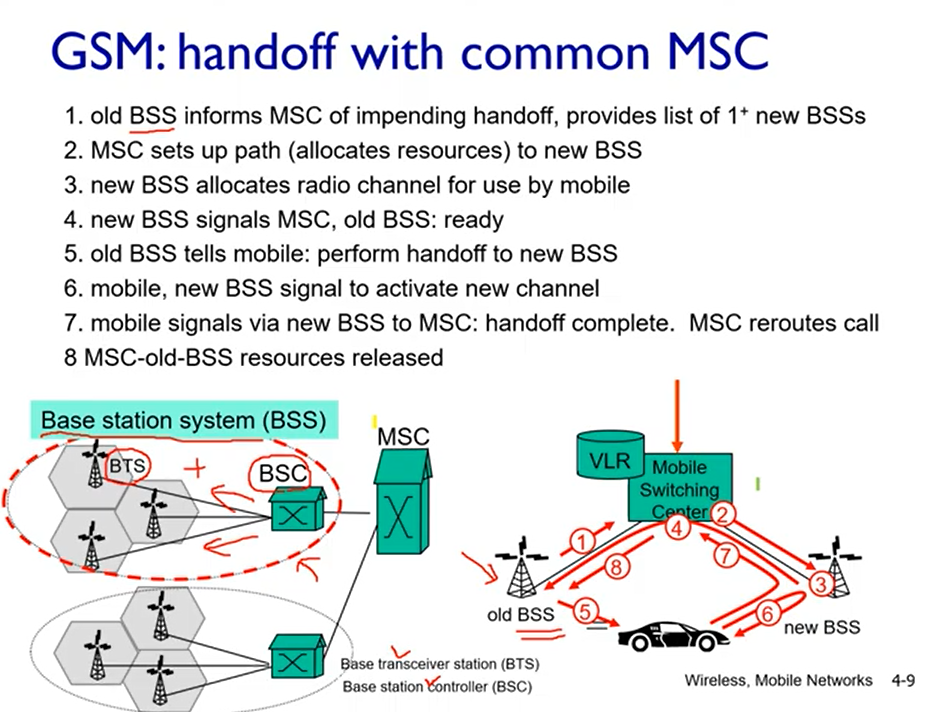 GSM: handoff with common MSC
1. old BSS informs MSC of impending handoff, provides list of 1+ new BSSs
2. MSC sets up path (allocates resources) to new BSS
3. new BSS allocates radio channel for use by mobile
4. new BSS signals MSC, old BSS: ready
5. old BSS tells mobile: perform handoff to new BSS
6. mobile, new BSS signal to activate new channel
7. mobile signals via new BSS to MSC: handoff complete.  MSC reroutes call
8 MSC-old-BSS resources released
Base station system (BSS)
BTS
+
BSC
MSC
VLR
Mobile
Switching
Center
1
2
4
8
7
3
5
6
old BSS
new BSS
Base transceiver station (BTS)
Base station controller (BSC)
Wireless, Mobile Networks 4-9